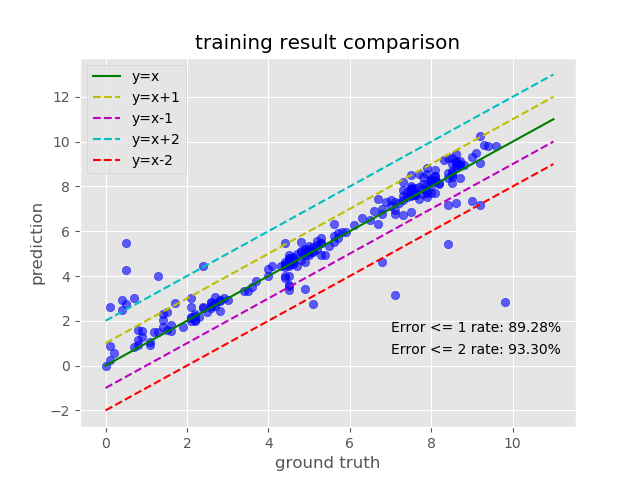 training result comparison
y=x
y=x+1
y=x-1
y=x+2
y=x-2
12
10
8
6
4
2
0
−2
prediction
Error <= 1 rate: 89.28%
Error <= 2 rate: 93.30%
0 2 4 6 8 10
ground truth